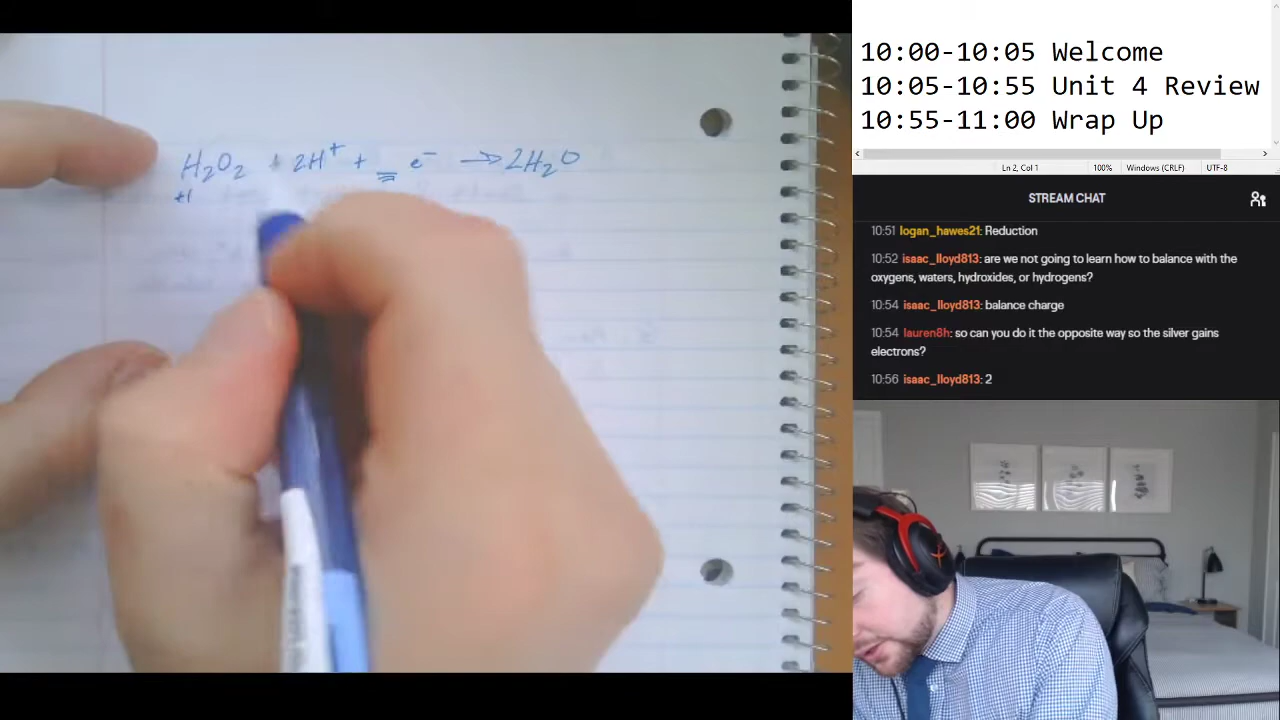 H2O2 + 2H+ + __ e- → 2H2O
+1
10:00-10:05 Welcome
10:05-10:55 Unit 4 Review
10:55-11:00 Wrap Up
Ln 2, Col 1 100% Windows (CRLF) UTF-8
STREAM CHAT
10:51 logan_hawes21: Reduction
10:52 isaac_lloyd813: are we not going to learn how to balance with the
oxygens, waters, hydroxides, or hydrogens?
10:54 isaac_lloyd813: balance charge
10:54 lauren8h: so can you do it the opposite way so the silver gains
electrons?
10:56 isaac_lloyd813: 2